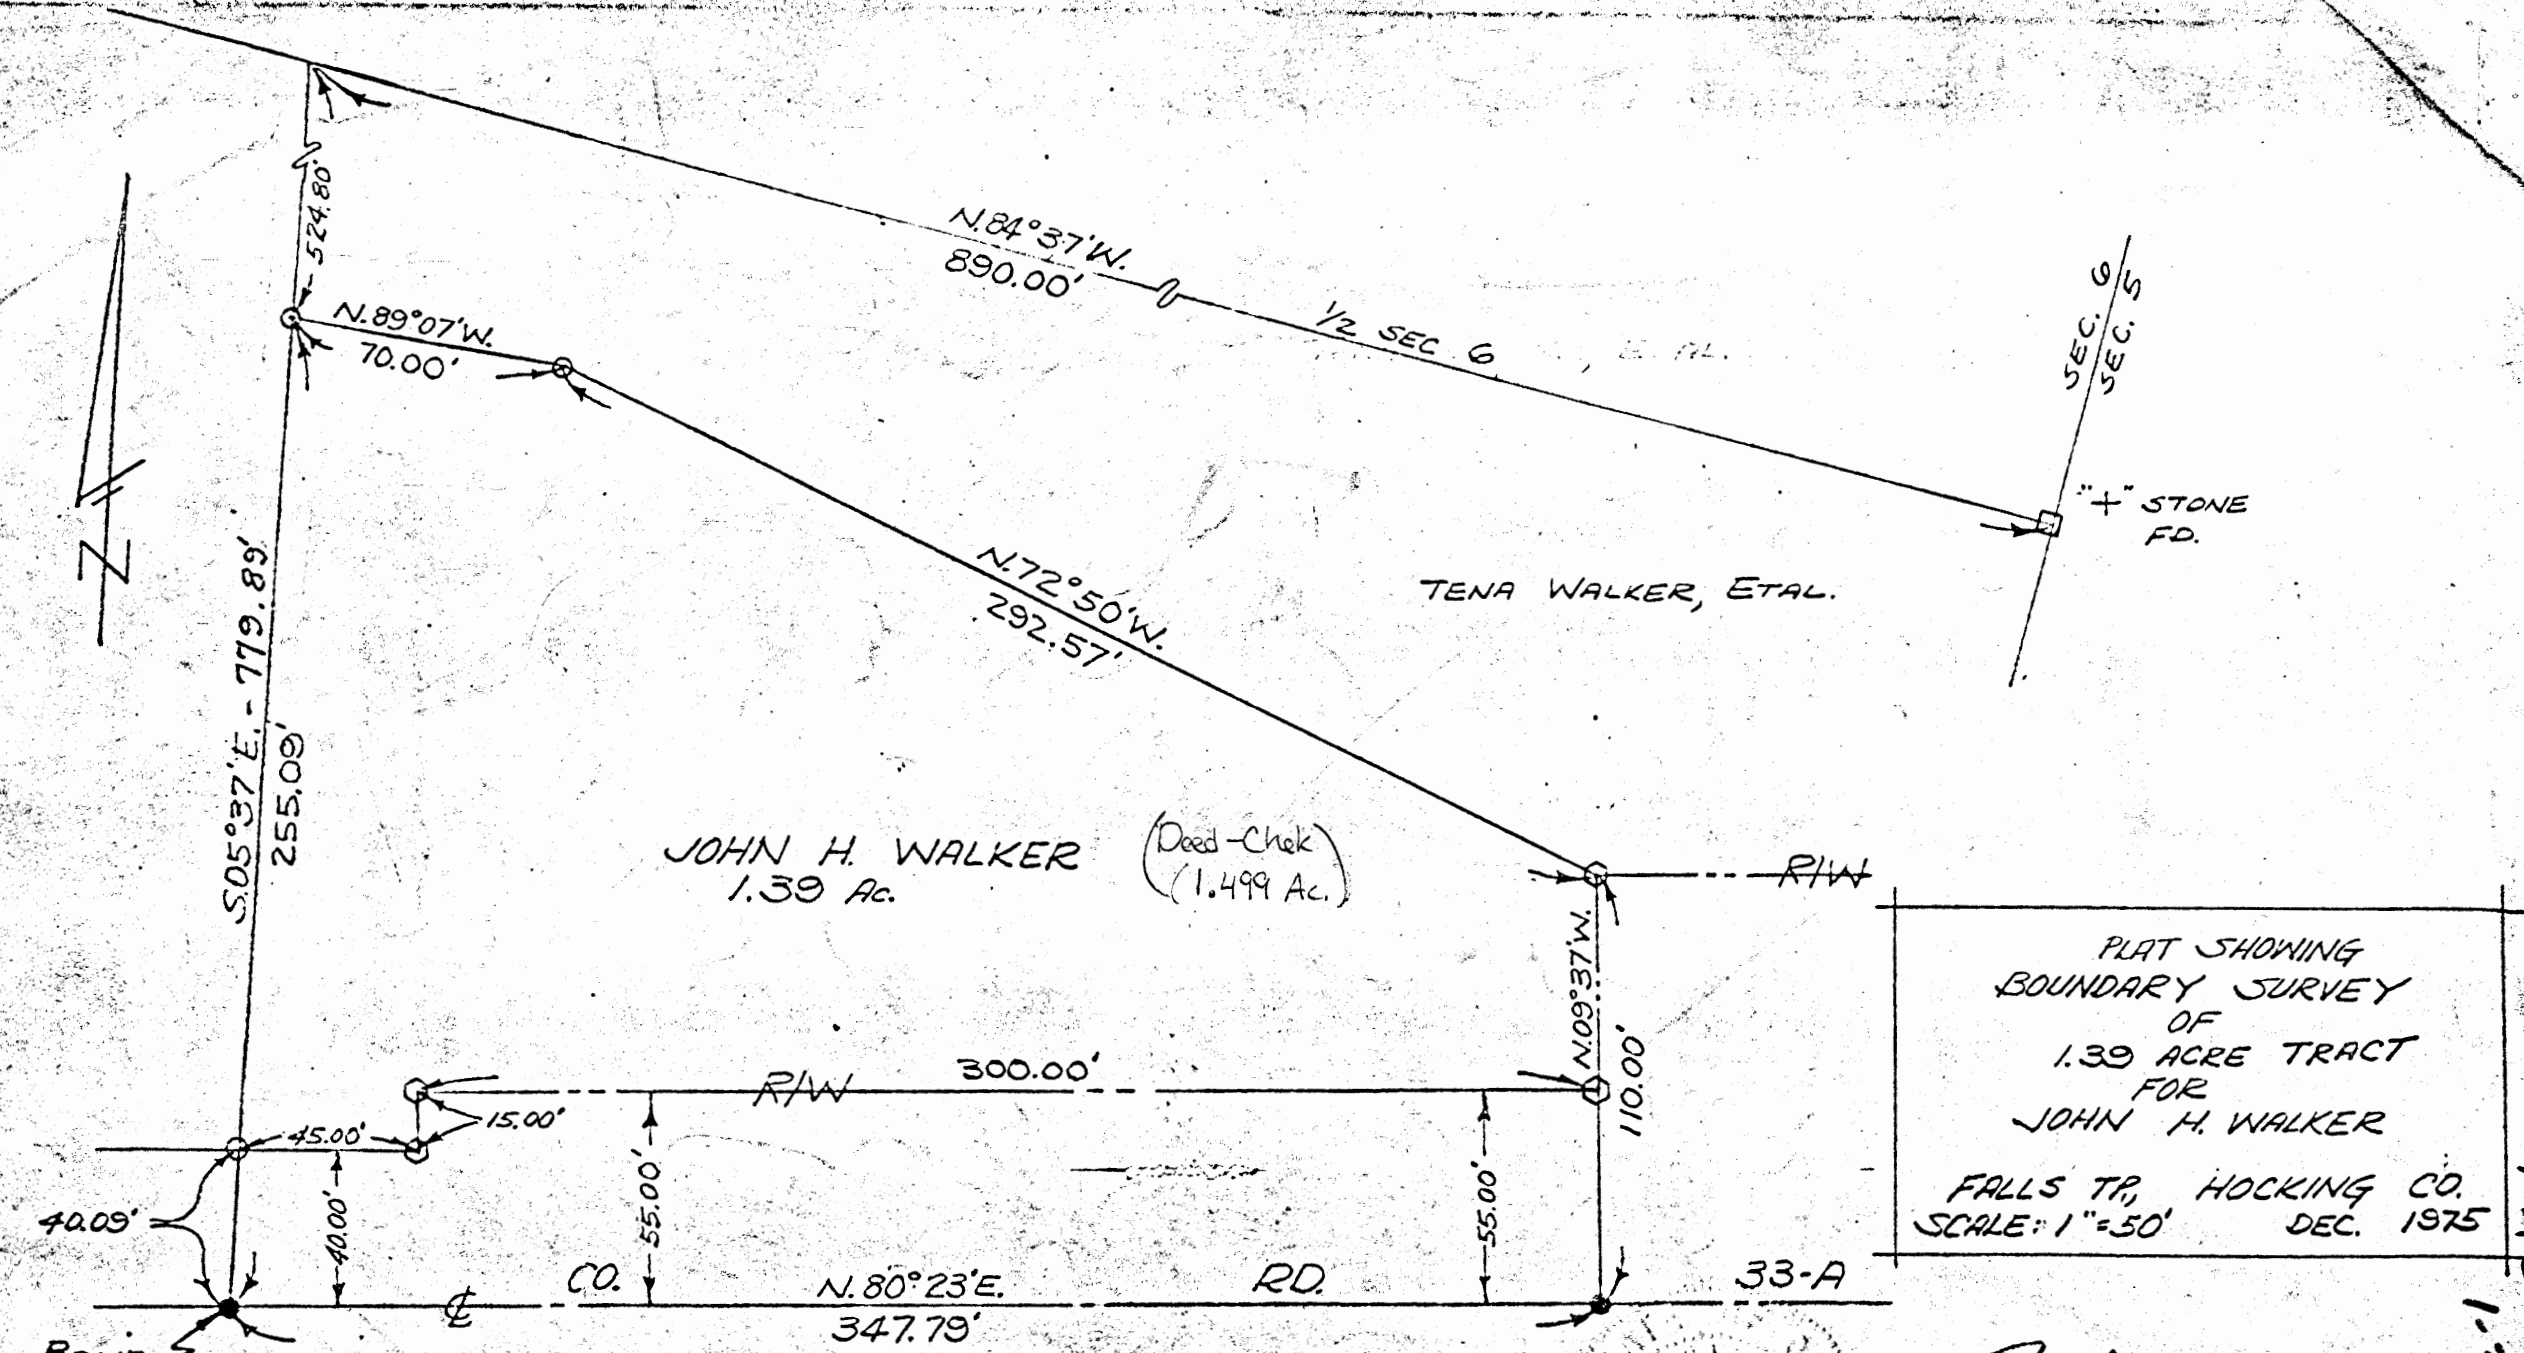 524.80'
N.84°37'W.
890.00'
1/2 SEC 6
SEC. 6
SEC. 5
"+" STONE
FD.
N
N.89°07'W.
70.00'
N.72°50'W.
292.57'
TENA WALKER, ETAL.
S.05°37'E. - 779.89'
255.09'
JOHN H. WALKER
1.39 Ac.
(Deed-Chek)
(1.499 Ac.)
R/W
N.09°37'W.
110.00'
R/W
300.00'
15.00'
45.00'
40.09'
40.00'
55.00'
55.00'
℄ CO. RD. 33-A
N.80°23'E.
347.79'
PLAT SHOWING
BOUNDARY SURVEY
OF
1.39 ACRE TRACT
FOR
JOHN H. WALKER
FALLS TP., HOCKING CO.
SCALE: 1"=50' DEC. 1975